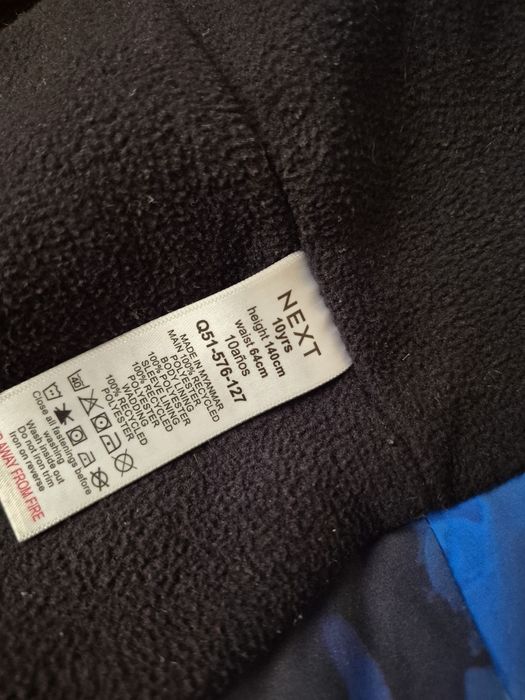 NEXT
10yrs
height 140cm
waist 64cm
10años
Q51-576-127
MADE IN MYANMAR
MAIN 100% RECYCLED
POLYESTER
BODY LINING
100% POLYESTER
SLEEVE LINING
100% RECYCLED
POLYESTER
WADDING
100% RECYCLED
POLYESTER
40
Close all fastenings before
washing
Wash inside out
Do not iron trim
Iron on reverse
AWAY FROM FIRE